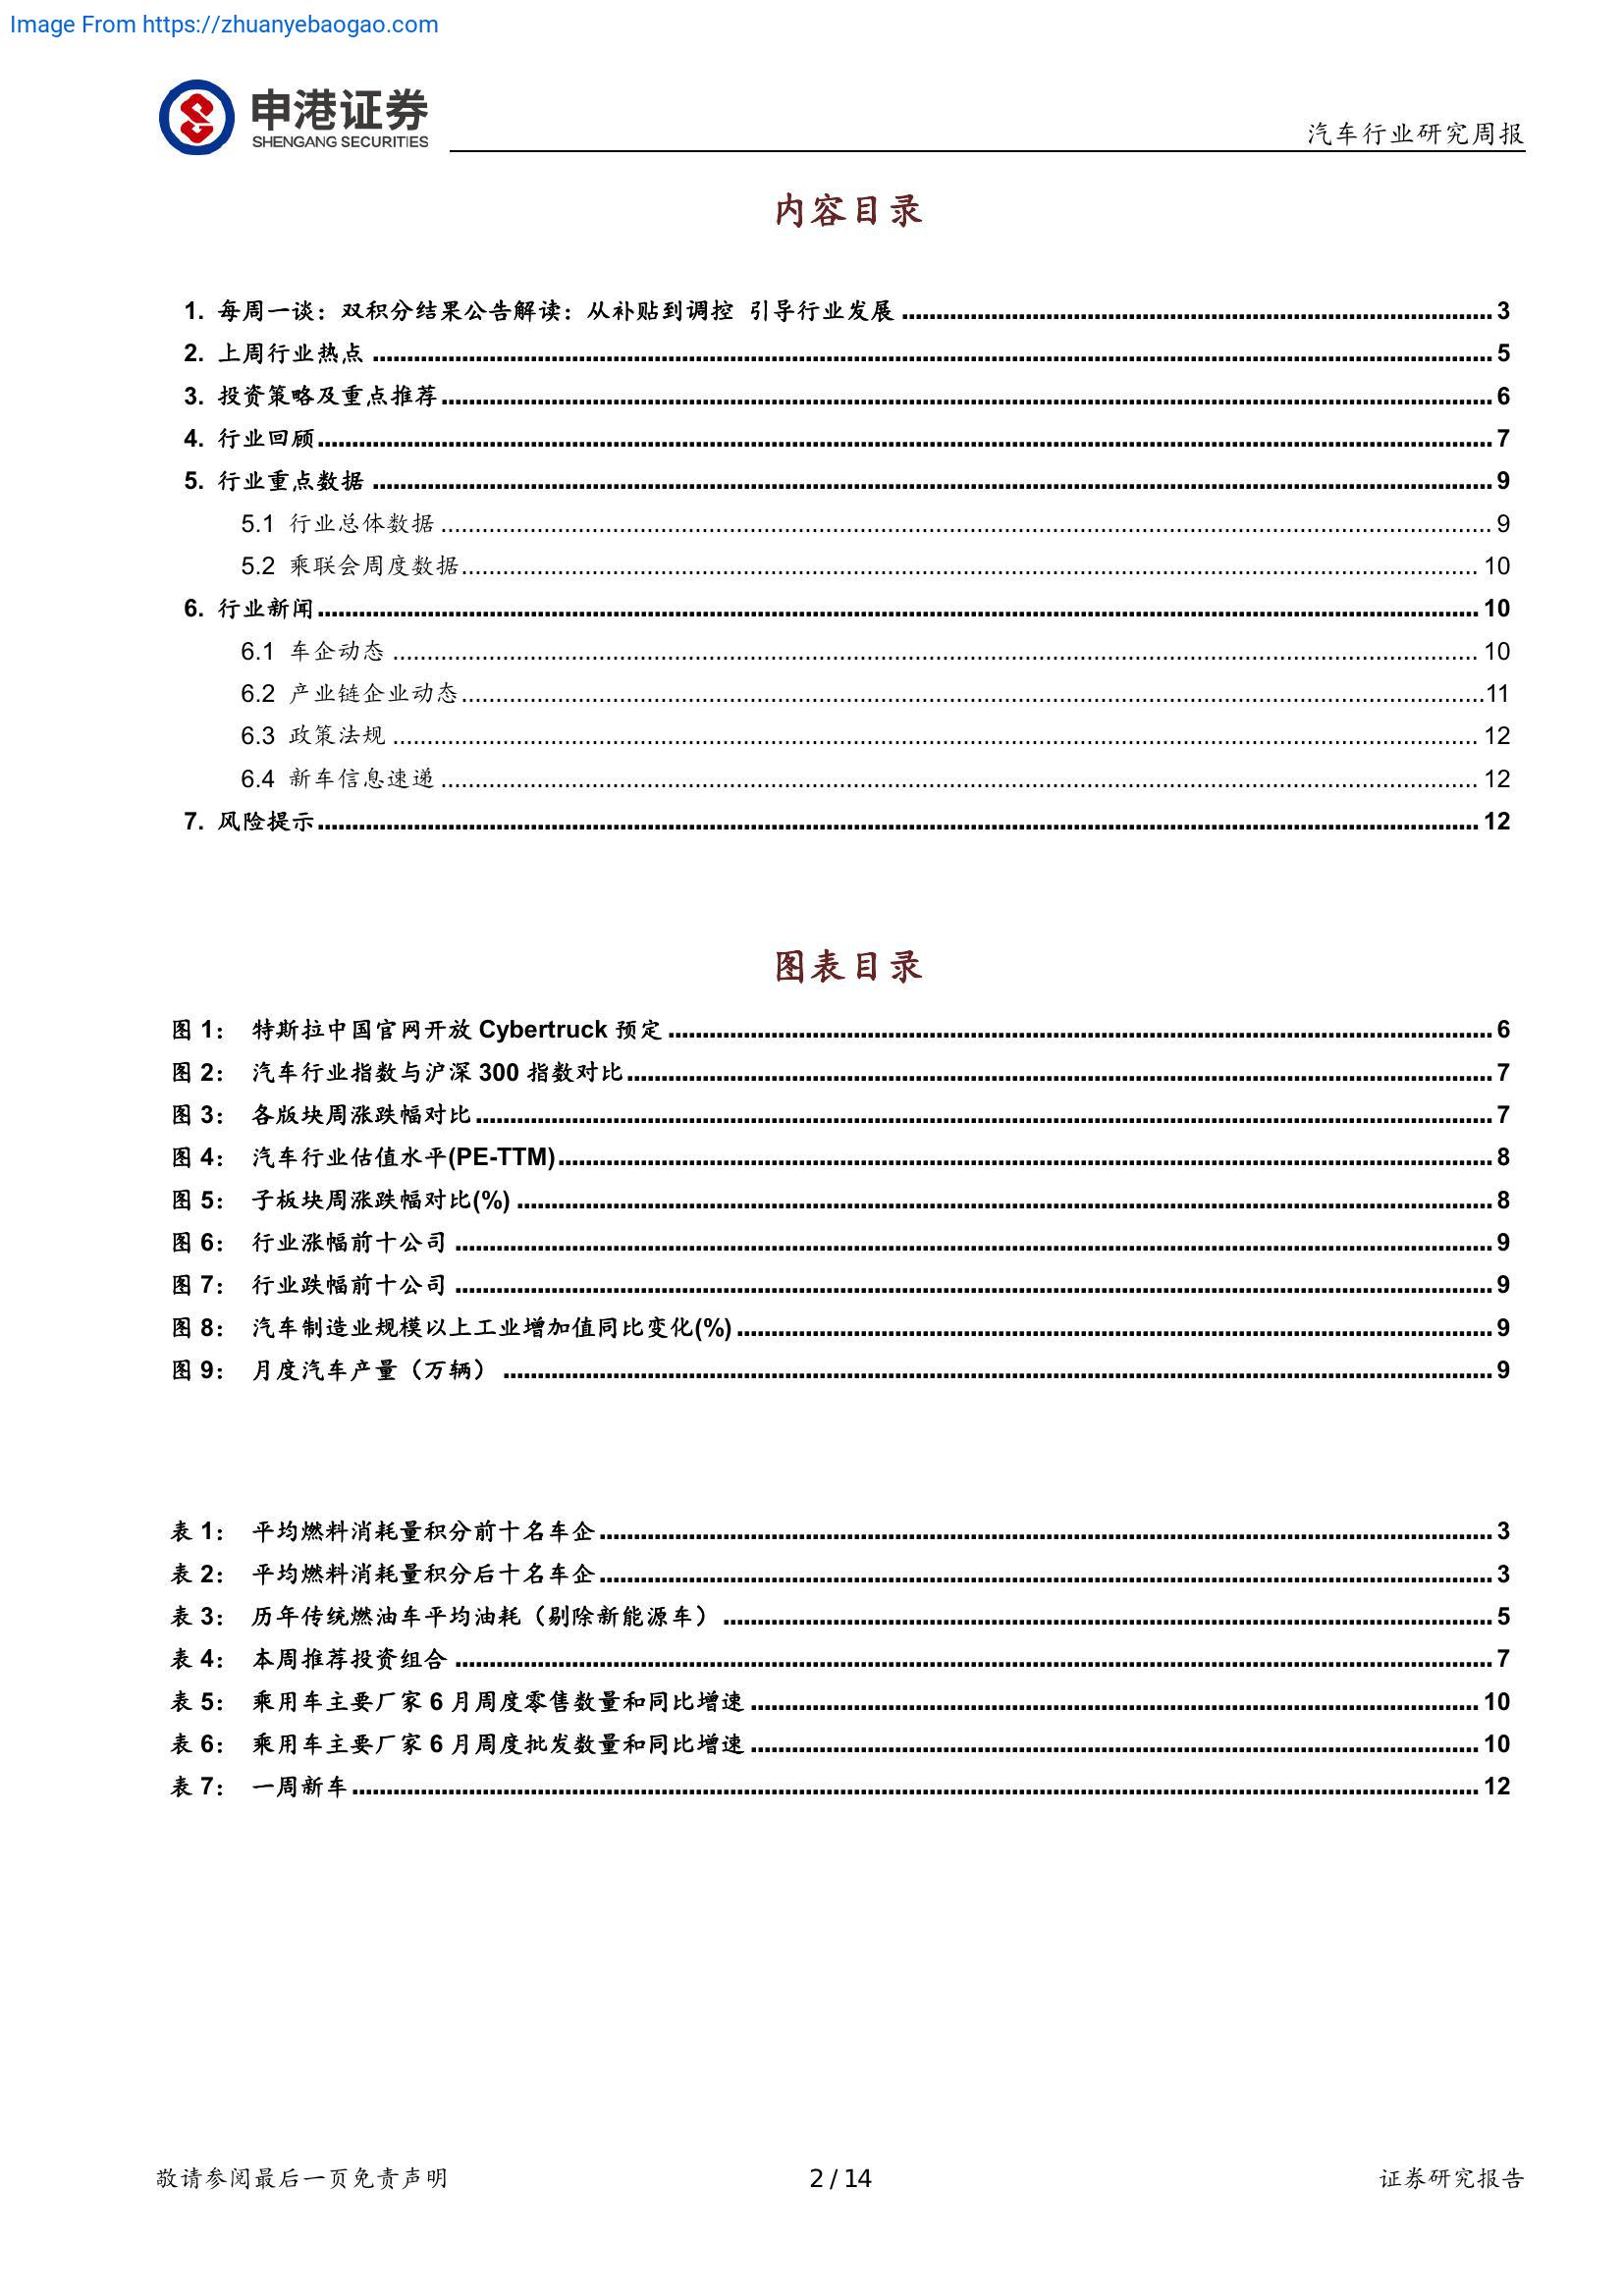 Image From https://zhuanyebaogao.com
申港证券
SHENGANG SECURITIES
汽车行业研究周报
内容目录
1. 每周一谈：双积分结果公告解读：从补贴到调控 引导行业发展 3
2. 上周行业热点 5
3. 投资策略及重点推荐 6
4. 行业回顾 7
5. 行业重点数据 9
5.1 行业总体数据 9
5.2 乘联会周度数据 10
6. 行业新闻 10
6.1 车企动态 10
6.2 产业链企业动态 11
6.3 政策法规 12
6.4 新车信息速递 12
7. 风险提示 12
图表目录
图 1： 特斯拉中国官网开放 Cybertruck 预定 6
图 2： 汽车行业指数与沪深 300 指数对比 7
图 3： 各版块周涨跌幅对比 7
图 4： 汽车行业估值水平(PE-TTM) 8
图 5： 子板块周涨跌幅对比(%) 8
图 6： 行业涨幅前十公司 9
图 7： 行业跌幅前十公司 9
图 8： 汽车制造业规模以上工业增加值同比变化(%) 9
图 9： 月度汽车产量（万辆） 9
表 1： 平均燃料消耗量积分前十名车企 3
表 2： 平均燃料消耗量积分后十名车企 3
表 3： 历年传统燃油车平均油耗（剔除新能源车） 5
表 4： 本周推荐投资组合 7
表 5： 乘用车主要厂家 6 月周度零售数量和同比增速 10
表 6： 乘用车主要厂家 6 月周度批发数量和同比增速 10
表 7： 一周新车 12
敬请参阅最后一页免责声明 2 / 14 证券研究报告